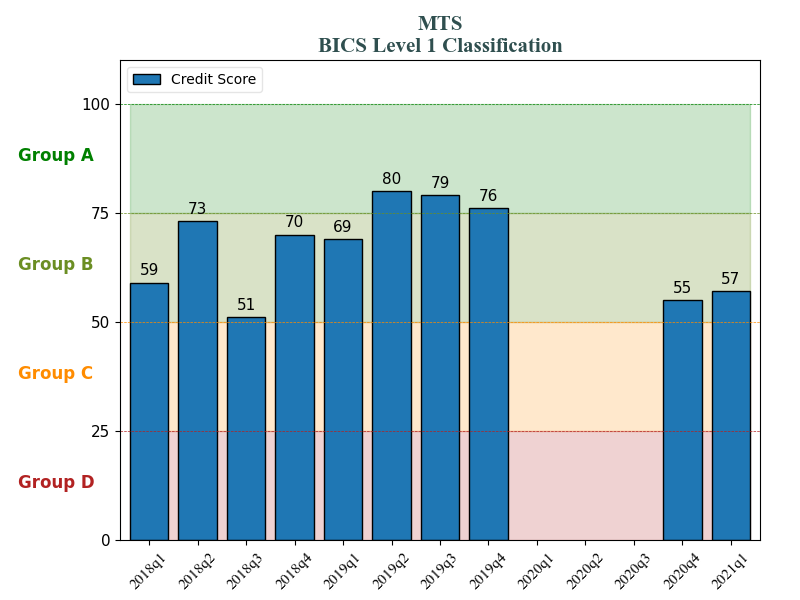 MTS
BICS Level 1 Classification
Credit Score
100
75
50
25
0
Group A
Group B
Group C
Group D
59
73
51
70
69
80
79
76
55
57
2018q1
2018q2
2018q3
2018q4
2019q1
2019q2
2019q3
2019q4
2020q1
2020q2
2020q3
2020q4
2021q1